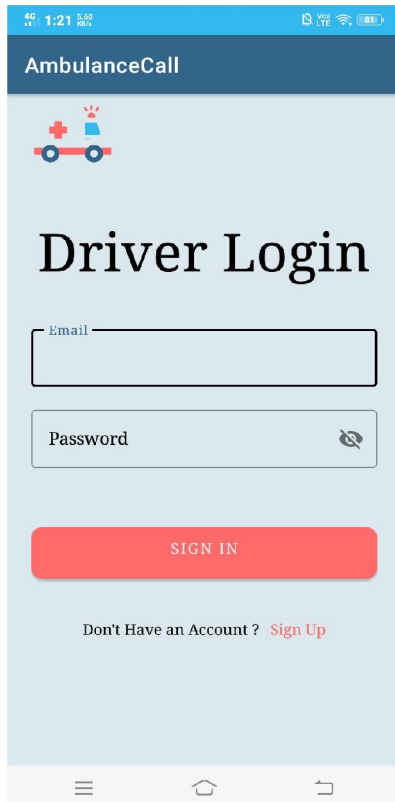 4G 1:21 5.60 KB/s VoD LTE 81
AmbulanceCall
Driver Login
Email
Password
SIGN IN
Don't Have an Account ? Sign Up